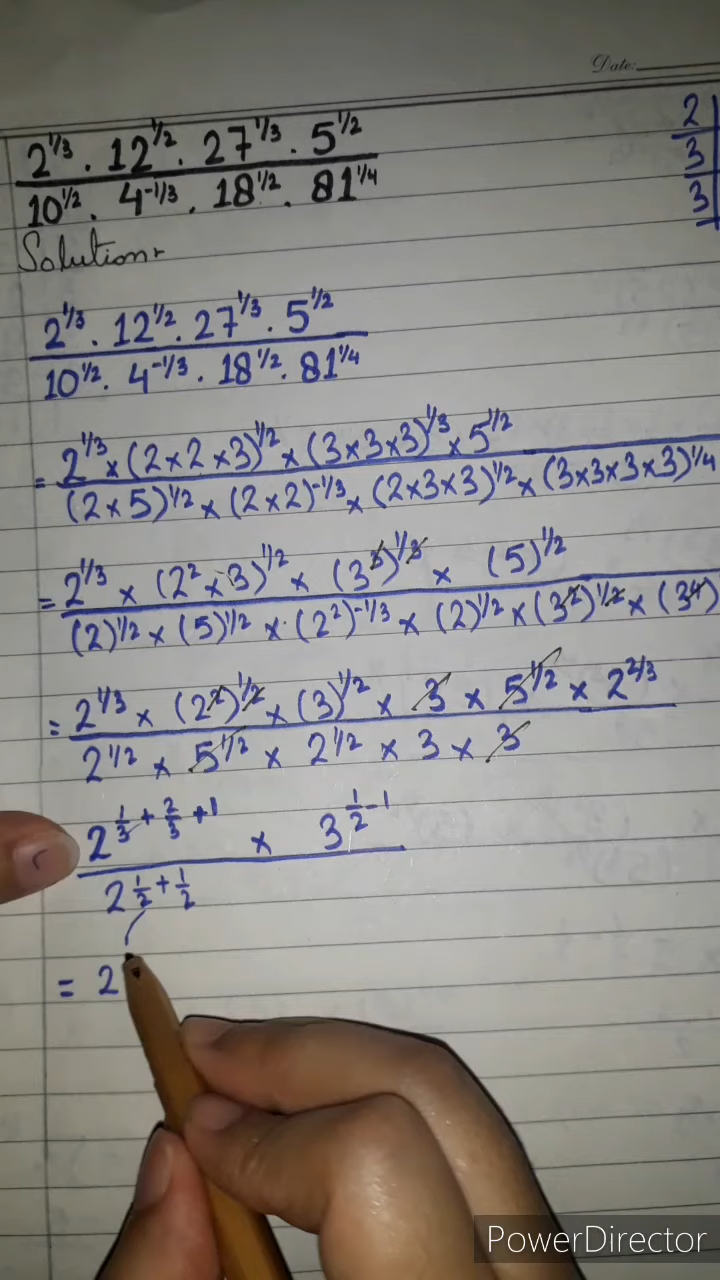 Date:
2^1/3 . 12^1/2 . 27^1/3 . 5^1/2
10^1/2 . 4^-1/3 . 18^1/2 . 81^1/4
2
3
3
Solution:-
2^1/3 . 12^1/2 . 27^1/3 . 5^1/2
10^1/2 . 4^-1/3 . 18^1/2 . 81^1/4
= 2^1/3 × (2×2×3)^1/2 × (3×3×3)^1/3 × 5^1/2
(2×5)^1/2 × (2×2)^-1/3 × (2×3×3)^1/2 × (3×3×3×3)^1/4
= 2^1/3 × (2^2 × 3)^1/2 × (3^3)^1/3 × (5)^1/2
(2)^1/2 × (5)^1/2 × (2^2)^-1/3 × (2)^1/2 × (3^2)^1/2 × (3^4)
= 2^1/3 × (2^2)^1/2 × (3)^1/2 × 3 × 5^1/2 × 2^2/3
2^1/2 × 5^1/2 × 2^1/2 × 3 × 3
2^1/3 + 2/3 + 1 × 3^1/2 - 1
2^1/2 + 1/2
= 2
PowerDirector